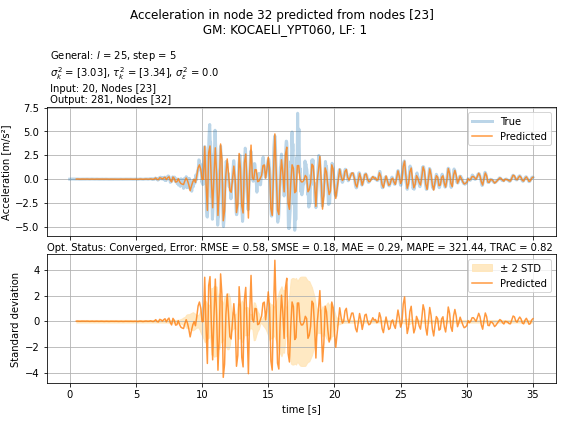 Acceleration in node 32 predicted from nodes [23]
GM: KOCAELI_YPT060, LF: 1
General: l = 25, step = 5
σ²ₖ = [3.03], τ²ₖ = [3.34], σ²ε = 0.0
Input: 20, Nodes [23]
Output: 281, Nodes [32]
7.5
5.0
2.5
0.0
−2.5
−5.0
Acceleration [m/s²]
True
Predicted
Opt. Status: Converged, Error: RMSE = 0.58, SMSE = 0.18, MAE = 0.29, MAPE = 321.44, TRAC = 0.82
4
2
0
−2
−4
Standard deviation
± 2 STD
Predicted
0 5 10 15 20 25 30 35
time [s]